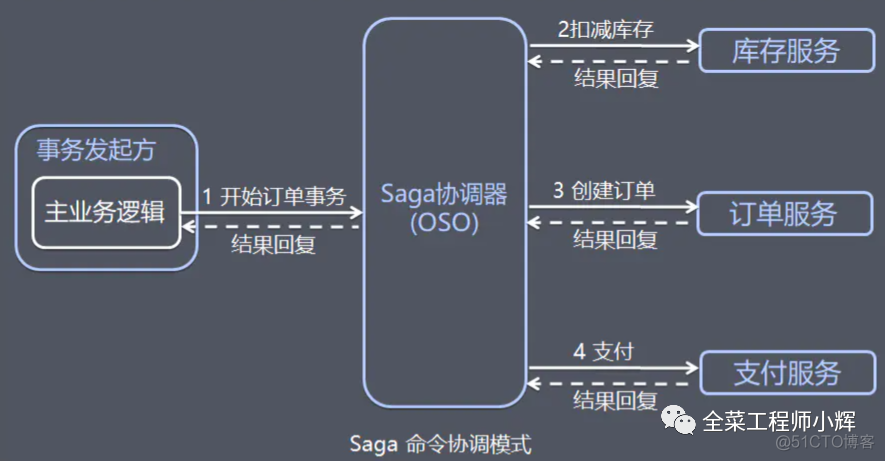 事务发起方
主业务逻辑
1 开始订单事务
结果回复
Saga协调器
(OSO)
2扣减库存
结果回复
库存服务
3 创建订单
结果回复
订单服务
4 支付
结果回复
支付服务
Saga 命令协调模式
全菜工程师小辉
@51CTO博客